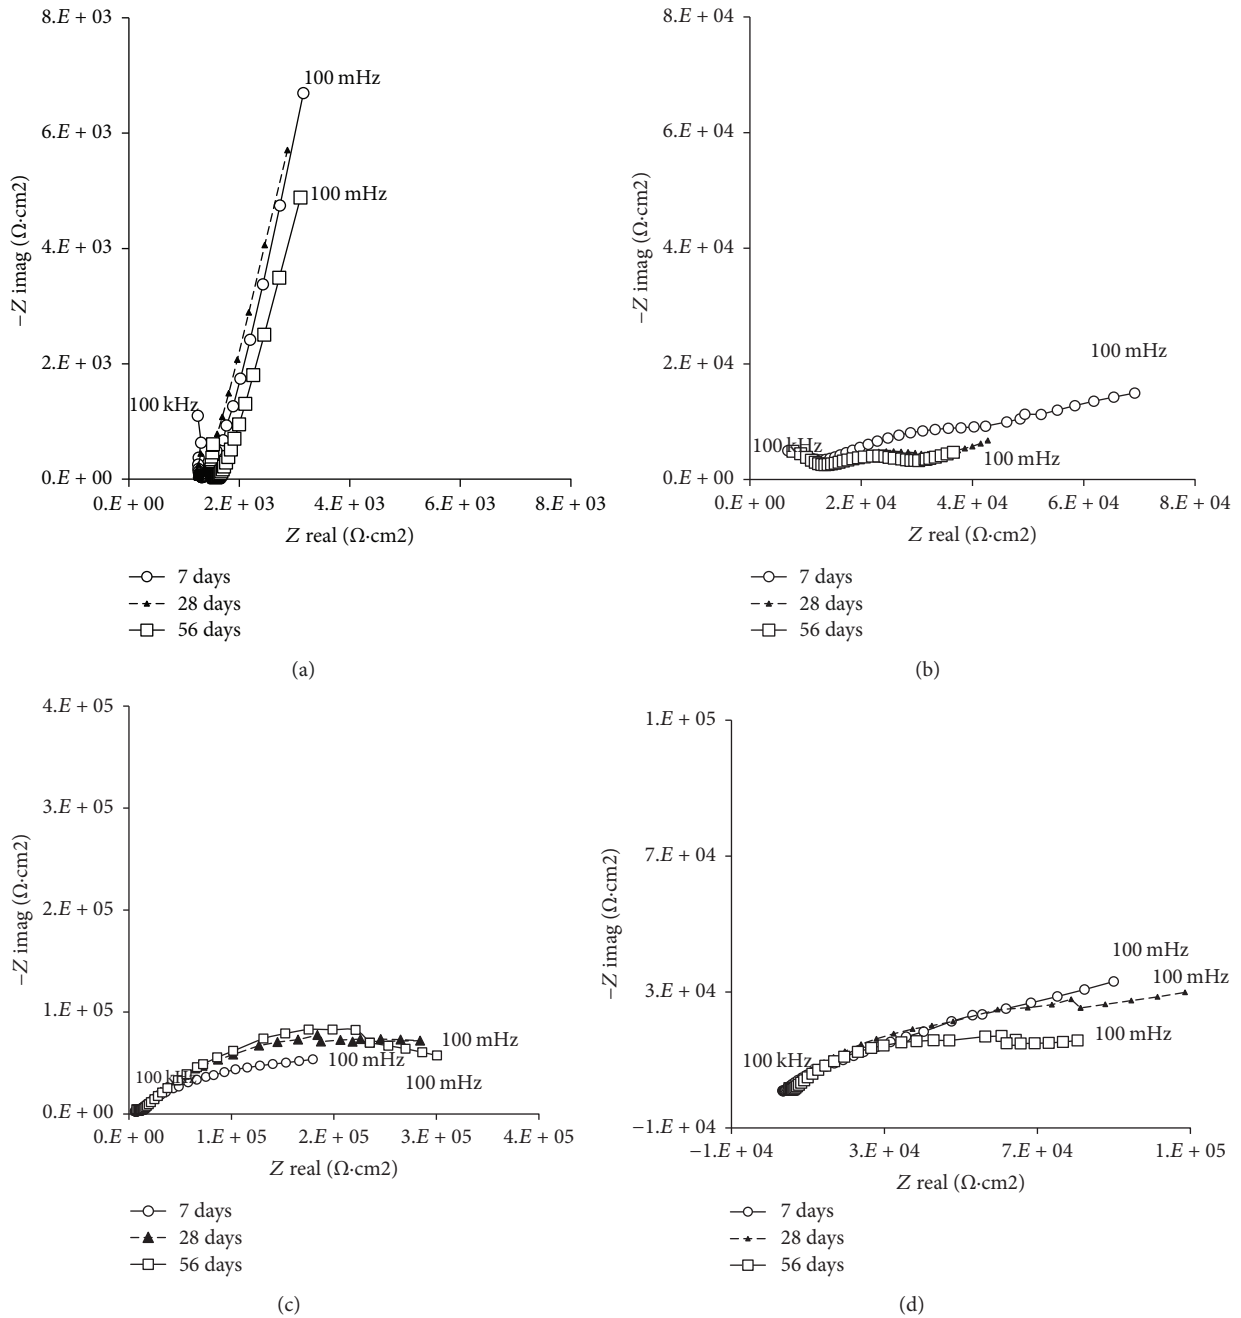 8.E + 03
6.E + 03
4.E + 03
2.E + 03
0.E + 00
−Z imag (Ω·cm2)
100 mHz
100 mHz
100 kHz
0.E + 00
2.E + 03
4.E + 03
6.E + 03
8.E + 03
Z real (Ω·cm2)
7 days
28 days
56 days
(a)
8.E + 04
6.E + 04
4.E + 04
2.E + 04
0.E + 00
−Z imag (Ω·cm2)
100 mHz
100 kHz
100 mHz
0.E + 00
2.E + 04
4.E + 04
6.E + 04
8.E + 04
Z real (Ω·cm2)
7 days
28 days
56 days
(b)
4.E + 05
3.E + 05
2.E + 05
1.E + 05
0.E + 00
−Z imag (Ω·cm2)
100 mHz
100 mHz
100 kHz
100 mHz
0.E + 00
1.E + 05
2.E + 05
3.E + 05
4.E + 05
Z real (Ω·cm2)
7 days
28 days
56 days
(c)
1.E + 05
7.E + 04
3.E + 04
−1.E + 04
−Z imag (Ω·cm2)
100 mHz
100 mHz
100 mHz
100 kHz
−1.E + 04
3.E + 04
7.E + 04
1.E + 05
Z real (Ω·cm2)
7 days
28 days
56 days
(d)